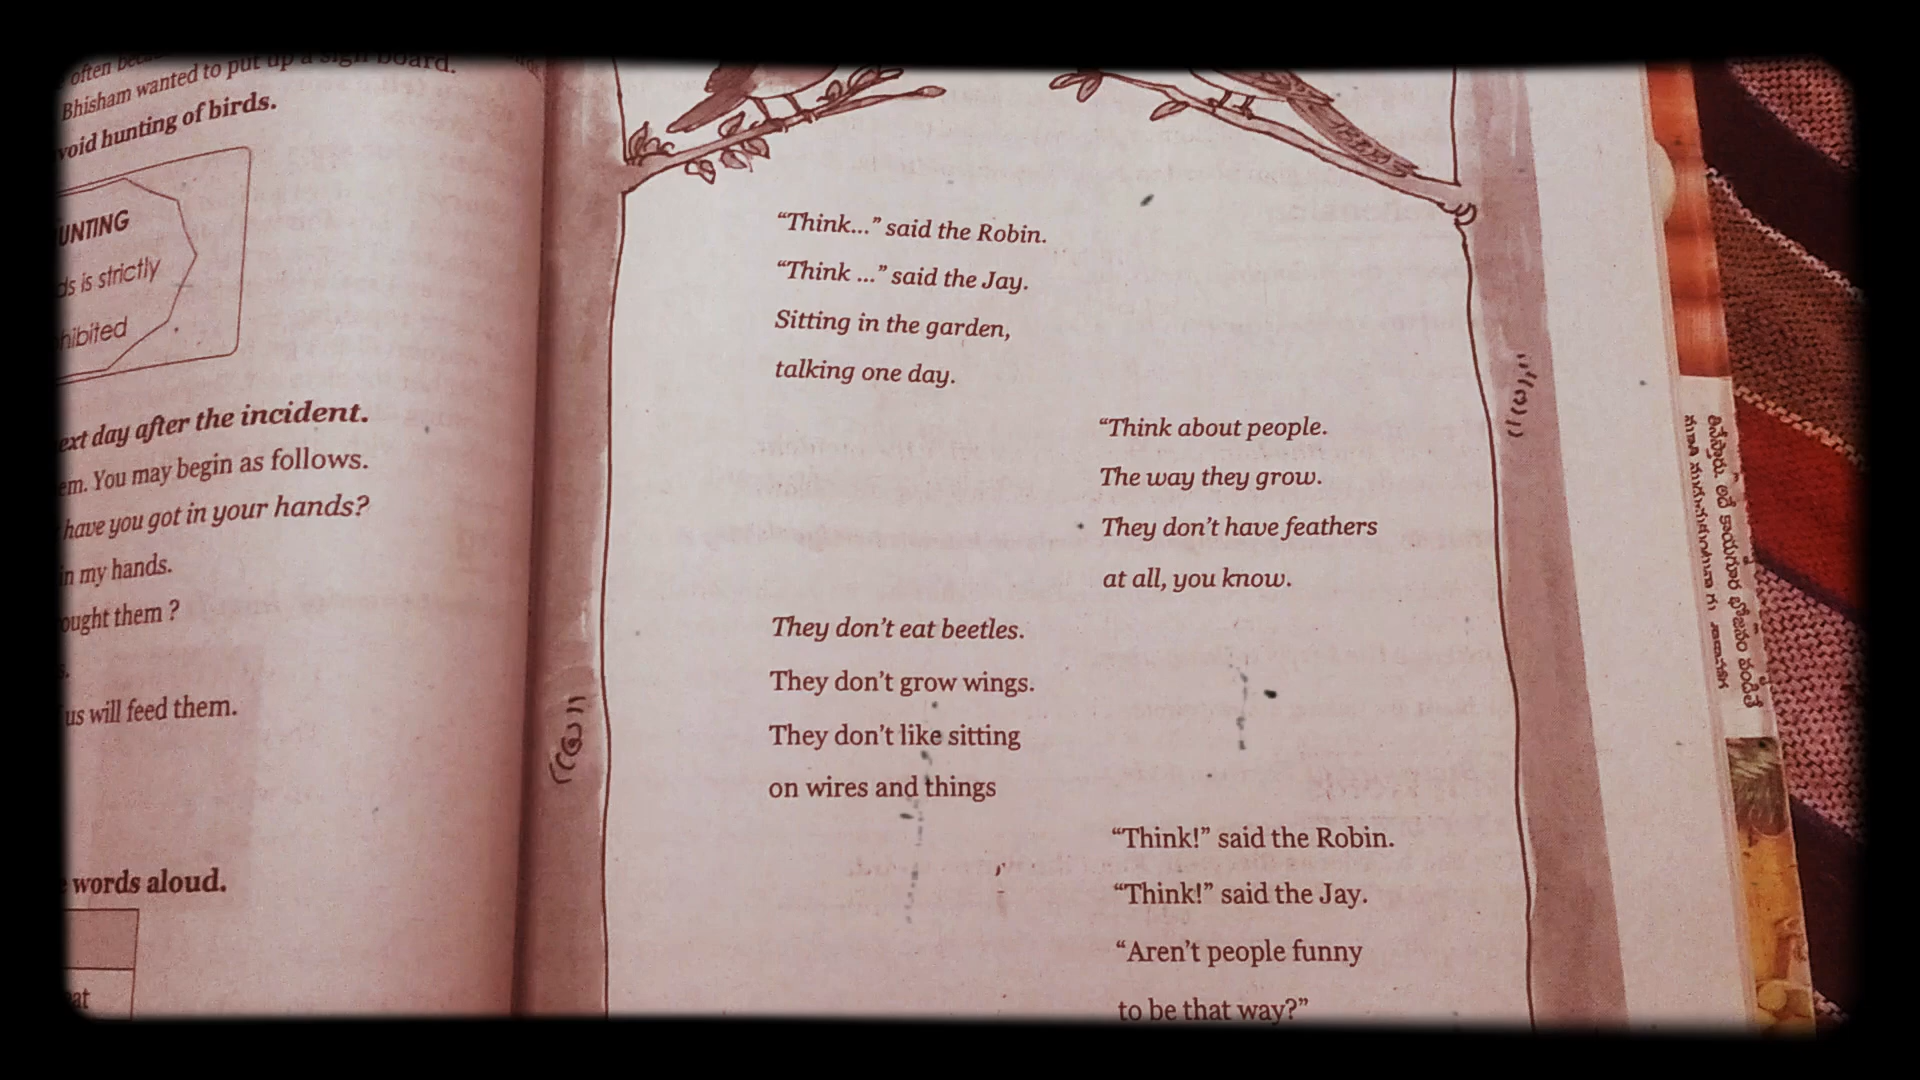 often
Bhisham wanted to put up a sign board.
void hunting of birds.
UNTING
ds is strictly
hibited
ext day after the incident.
em. You may begin as follows.
have you got in your hands?
in my hands.
ought them ?
s.
us will feed them.
words aloud.
eat
“Think...” said the Robin.
“Think ...” said the Jay.
Sitting in the garden,
talking one day.
“Think about people.
The way they grow.
They don’t have feathers
at all, you know.
They don’t eat beetles.
They don’t grow wings.
They don’t like sitting
on wires and things
“Think!” said the Robin.
“Think!” said the Jay.
“Aren’t people funny
to be that way?”